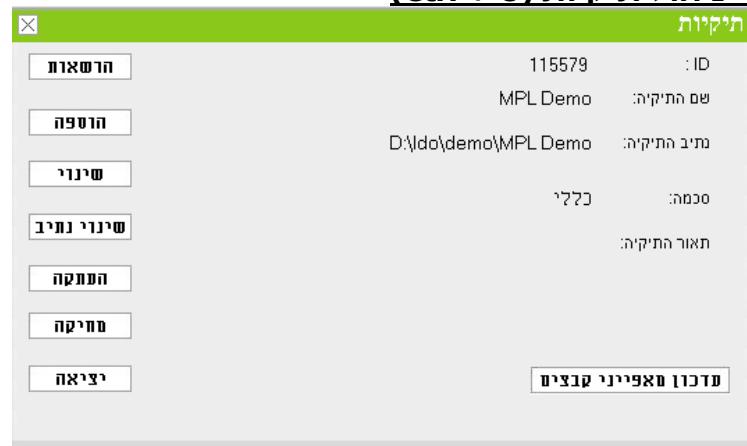 תיקיות
ID : 115579
שם התיקיה: MPL Demo
נתיב התיקיה: D:\Ido\demo\MPL Demo
סכמה: כללי
תאור התיקיה:
הרשאות
הוספה
שינוי
שינוי נתיב
העתקה
מחיקה
יציאה
עדכון מאפייני קבצים